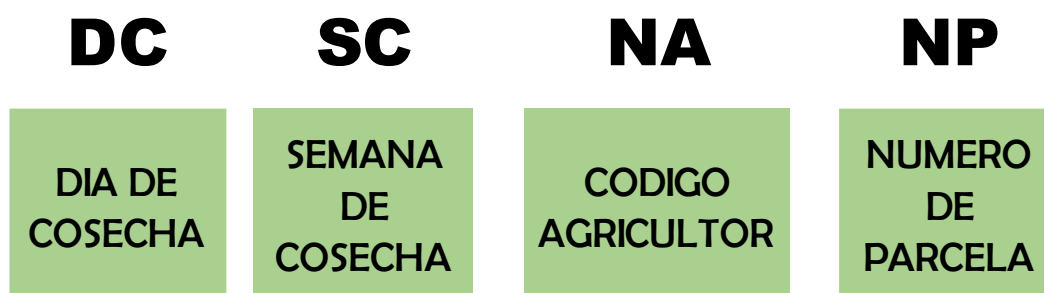 DC SC NA NP
DIA DE
COSECHA
SEMANA
DE
COSECHA
CODIGO
AGRICULTOR
NUMERO
DE
PARCELA